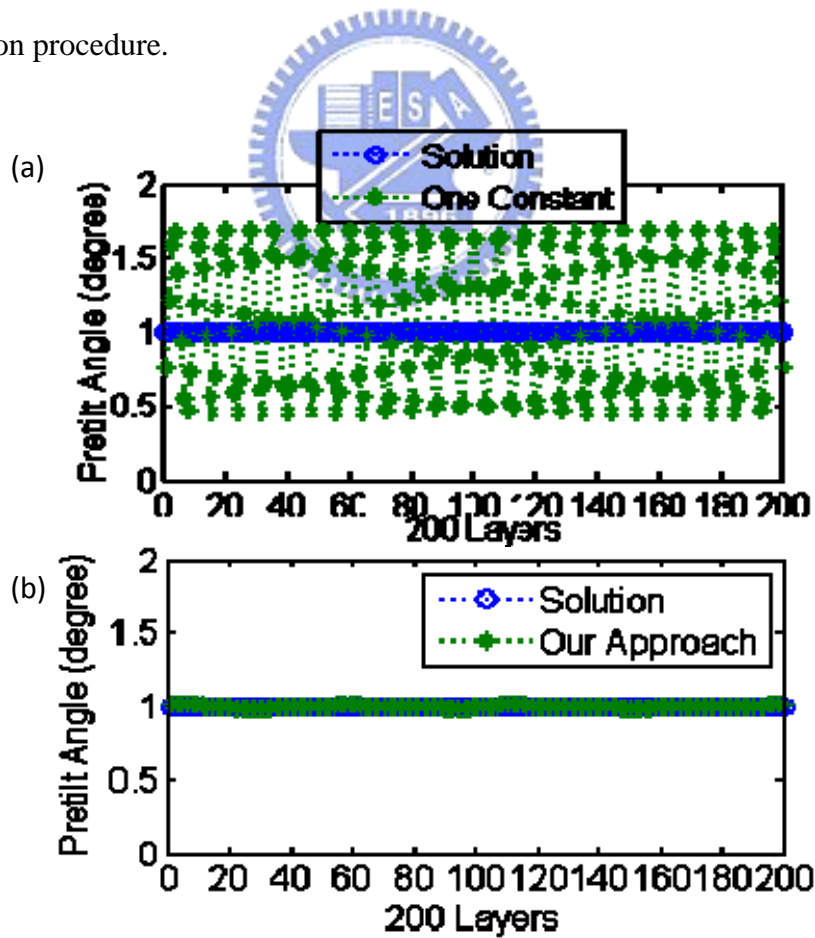 on procedure.
E S A
1896
(a)
Solution
One Constant
2
1.5
1
0.5
0
Pretilt Angle (degree)
0 20 40 60 80 100 120 140 160 180 200
200 Layers
(b)
Solution
Our Approach
2
1.5
1
0.5
0
Pretilt Angle (degree)
0 20 40 60 80 100 120 140 160 180 200
200 Layers